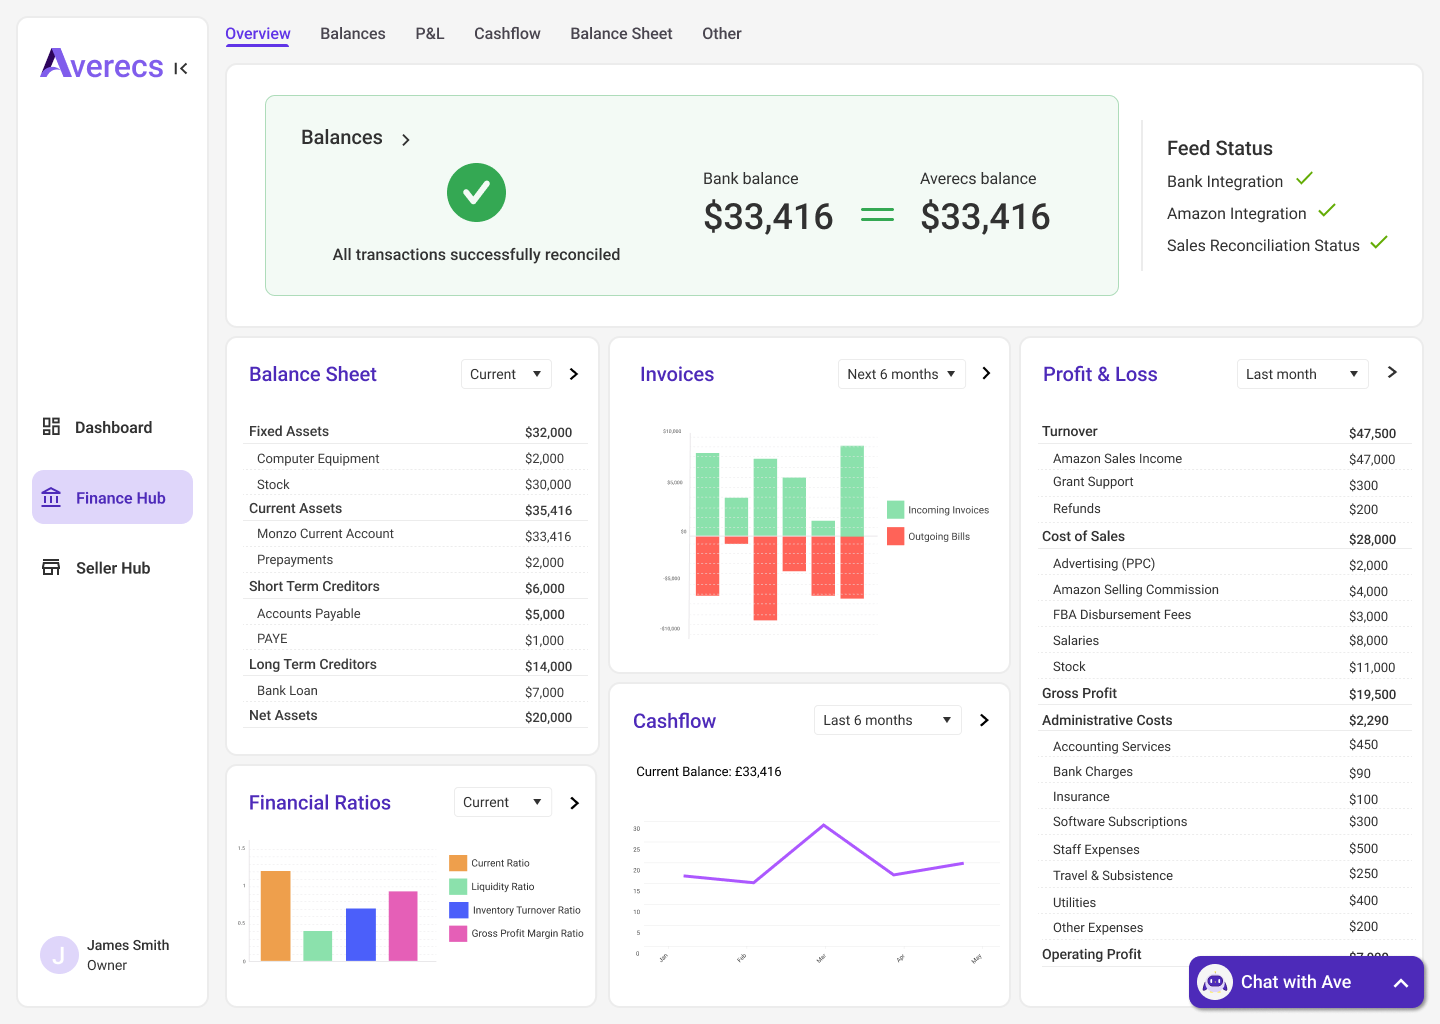 Averecs
Overview Balances P&L Cashflow Balance Sheet Other
Balances
All transactions successfully reconciled
Bank balance
$33,416
Averecs balance
$33,416
Feed Status
Bank Integration
Amazon Integration
Sales Reconciliation Status
Dashboard
Finance Hub
Seller Hub
J
James Smith
Owner
Balance Sheet Current
Fixed Assets $32,000
Computer Equipment $2,000
Stock $30,000
Current Assets $35,416
Monzo Current Account $33,416
Prepayments $2,000
Short Term Creditors $6,000
Accounts Payable $5,000
PAYE $1,000
Long Term Creditors $14,000
Bank Loan $7,000
Net Assets $20,000
Financial Ratios Current
1.5
1
0.5
0
Current Ratio
Liquidity Ratio
Inventory Turnover Ratio
Gross Profit Margin Ratio
Invoices Next 6 months
$10,000
$5,000
$0
-$5,000
-$10,000
Incoming Invoices
Outgoing Bills
Cashflow Last 6 months
Current Balance: £33,416
30
25
20
15
10
5
0
Jan Feb Mar Apr May
Profit & Loss Last month
Turnover $47,500
Amazon Sales Income $47,000
Grant Support $300
Refunds $200
Cost of Sales $28,000
Advertising (PPC) $2,000
Amazon Selling Commission $4,000
FBA Disbursement Fees $3,000
Salaries $8,000
Stock $11,000
Gross Profit $19,500
Administrative Costs $2,290
Accounting Services $450
Bank Charges $90
Insurance $100
Software Subscriptions $300
Staff Expenses $500
Travel & Subsistence $250
Utilities $400
Other Expenses $200
Operating Profit
Chat with Ave